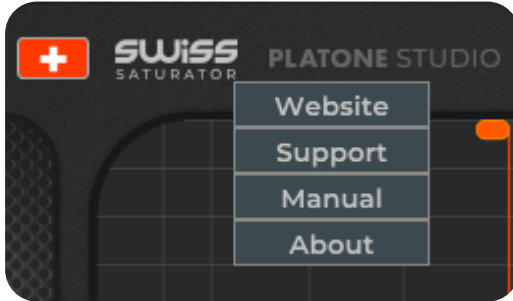 SWiSS
SATURATOR
PLATONE STUDIO
Website
Support
Manual
About